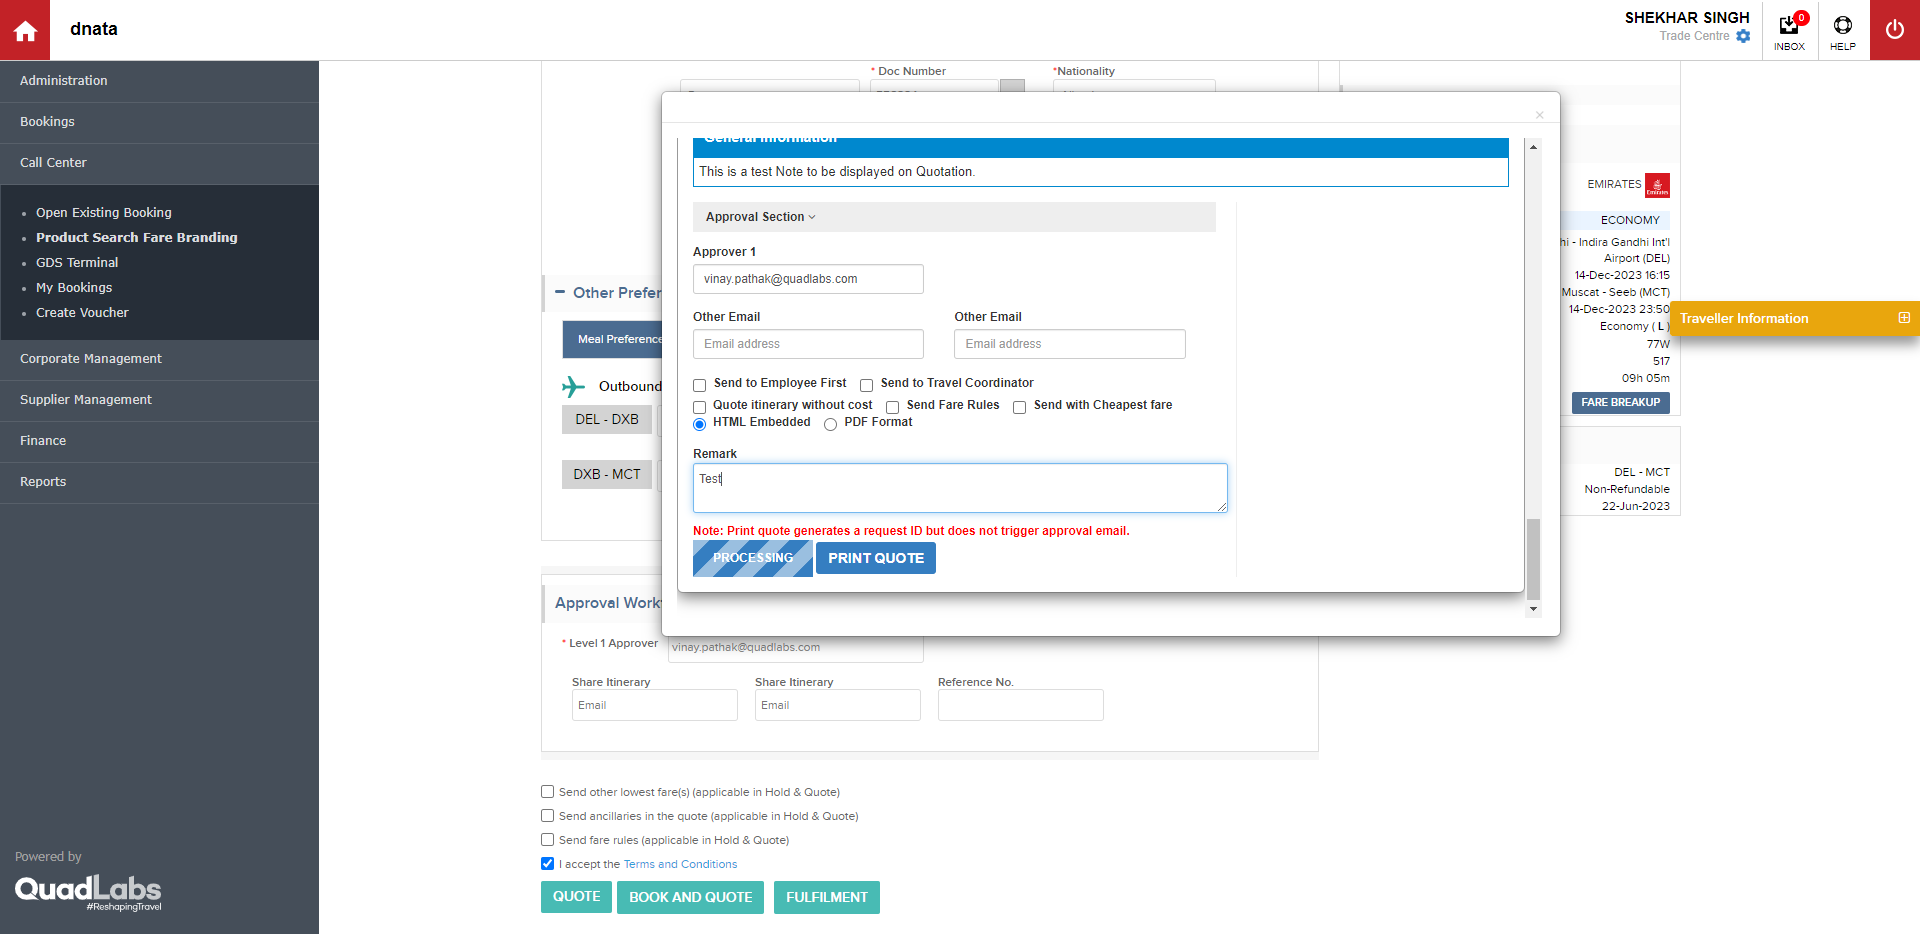 dnata
SHEKHAR SINGH
Trade Centre
0
INBOX
HELP
Administration
Bookings
Call Center
Open Existing Booking
Product Search Fare Branding
GDS Terminal
My Bookings
Create Voucher
Corporate Management
Supplier Management
Finance
Reports
Powered by
QuadLabs
#ReshapingTravel
* Doc Number
*Nationality
×
General Information
This is a test Note to be displayed on Quotation.
Approval Section
Approver 1
vinay.pathak@quadlabs.com
Other Email
Other Email
Email address
Email address
Send to Employee First
Send to Travel Coordinator
Quote itinerary without cost
Send Fare Rules
Send with Cheapest fare
HTML Embedded
PDF Format
Remark
Test
Note: Print quote generates a request ID but does not trigger approval email.
PROCESSING
PRINT QUOTE
Other Prefer
Meal Preference
Outbound
DEL - DXB
DXB - MCT
Approval Work
* Level 1 Approver
vinay.pathak@quadlabs.com
Share Itinerary
Share Itinerary
Reference No.
Email
Email
Send other lowest fare(s) (applicable in Hold & Quote)
Send ancillaries in the quote (applicable in Hold & Quote)
Send fare rules (applicable in Hold & Quote)
I accept the Terms and Conditions
QUOTE
BOOK AND QUOTE
FULFILMENT
EMIRATES
Emirates
ECONOMY
hi - Indira Gandhi Int'l
Airport (DEL)
14-Dec-2023 16:15
Muscat - Seeb (MCT)
14-Dec-2023 23:50
Economy ( L )
77W
517
09h 05m
FARE BREAKUP
Traveller Information
DEL - MCT
Non-Refundable
22-Jun-2023